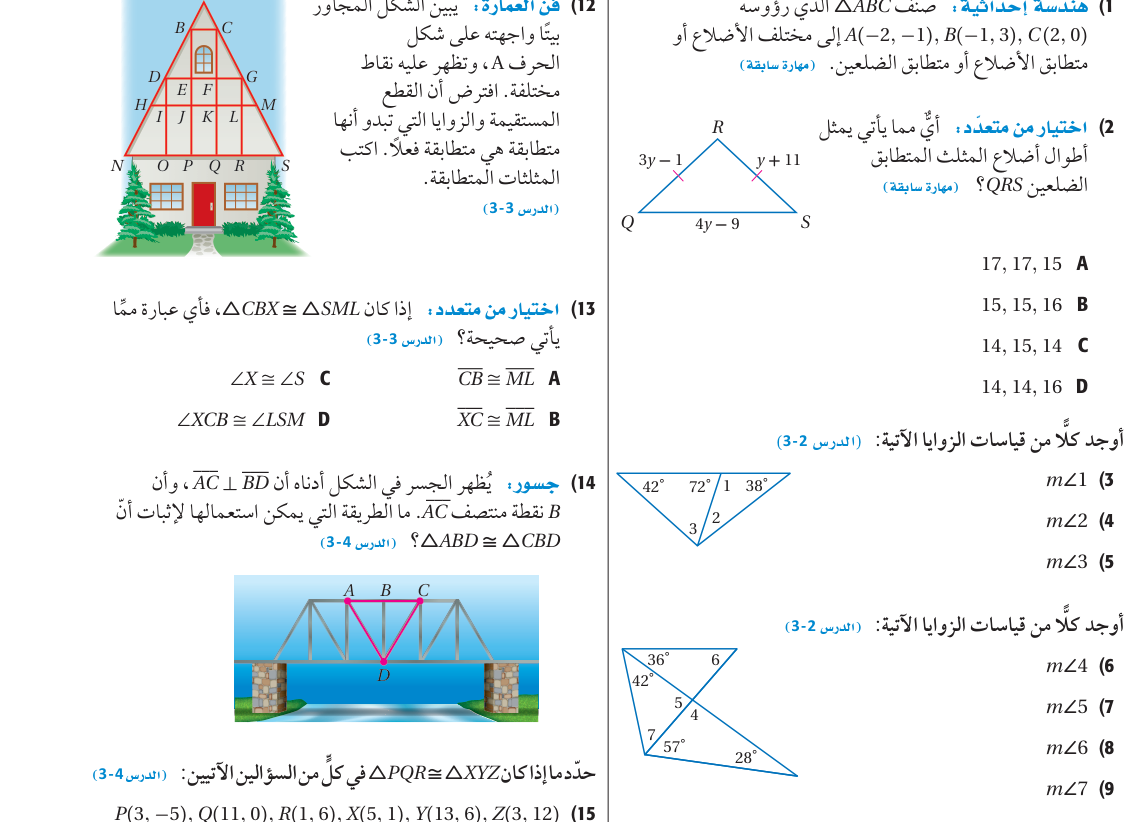 1) هندسة إحداثية: صنف △ABC الذي رؤوسه
A(−2, −1), B(−1, 3), C(2, 0) إلى مختلف الأضلاع أو
متطابق الأضلاع أو متطابق الضلعين. (مهارة سابقة)
2) اختيار من متعدّد: أيٌّ مما يأتي يمثل
أطوال أضلاع المثلث المتطابق
الضلعين QRS؟ (مهارة سابقة)
R
3y − 1
y + 11
Q
S
4y − 9
A 17, 17, 15
B 15, 15, 16
C 14, 15, 14
D 14, 14, 16
أوجد كلًّا من قياسات الزوايا الآتية: (الدرس 2-3)
3) m∠1
4) m∠2
5) m∠3
42° 72° 1 38°
3 2
أوجد كلًّا من قياسات الزوايا الآتية: (الدرس 2-3)
6) m∠4
7) m∠5
8) m∠6
9) m∠7
36° 6
42°
5
4
7
57°
28°
12) فن العمارة: يبين الشكل المجاور
بيتًا واجهته على شكل
الحرف A، وتظهر عليه نقاط
مختلفة. افترض أن القطع
المستقيمة والزوايا التي تبدو أنها
متطابقة هي متطابقة فعلًا. اكتب
المثلثات المتطابقة.
(الدرس 3-3)
B C
D G
E F
H M
I J K L
N O P Q R S
13) اختيار من متعدد: إذا كان △CBX ≅ △SML، فأي عبارة ممَّا
يأتي صحيحة؟ (الدرس 3-3)
A C̅B̅ ≅ M̅L̅ C ∠X ≅ ∠S
B X̅C̅ ≅ M̅L̅ D ∠XCB ≅ ∠LSM
14) جسور: يُظهر الجسر في الشكل أدناه أن A̅C̅ ⊥ B̅D̅، وأن
B نقطة منتصف A̅C̅. ما الطريقة التي يمكن استعمالها لإثبات أنّ
△ABD ≅ △CBD؟ (الدرس 4-3)
A B C
D
حدّد ما إذا كان △PQR ≅ △XYZ في كلٍّ من السؤالين الآتيين: (الدرس 4-3)
15) P(3, −5), Q(11, 0), R(1, 6), X(5, 1), Y(13, 6), Z(3, 12)